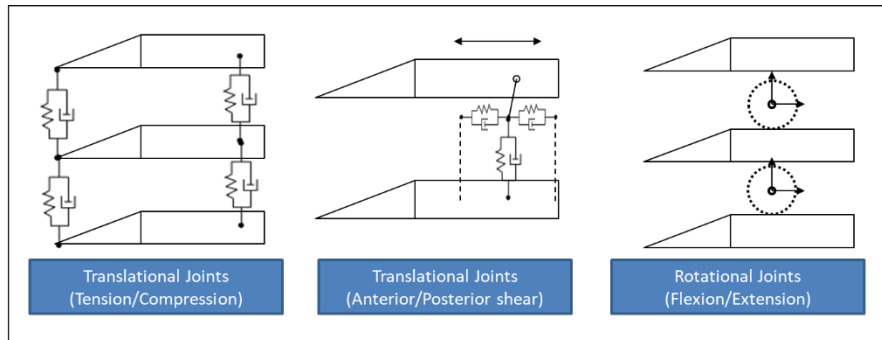 Translational Joints
(Tension/Compression)
Translational Joints
(Anterior/Posterior shear)
Rotational Joints
(Flexion/Extension)